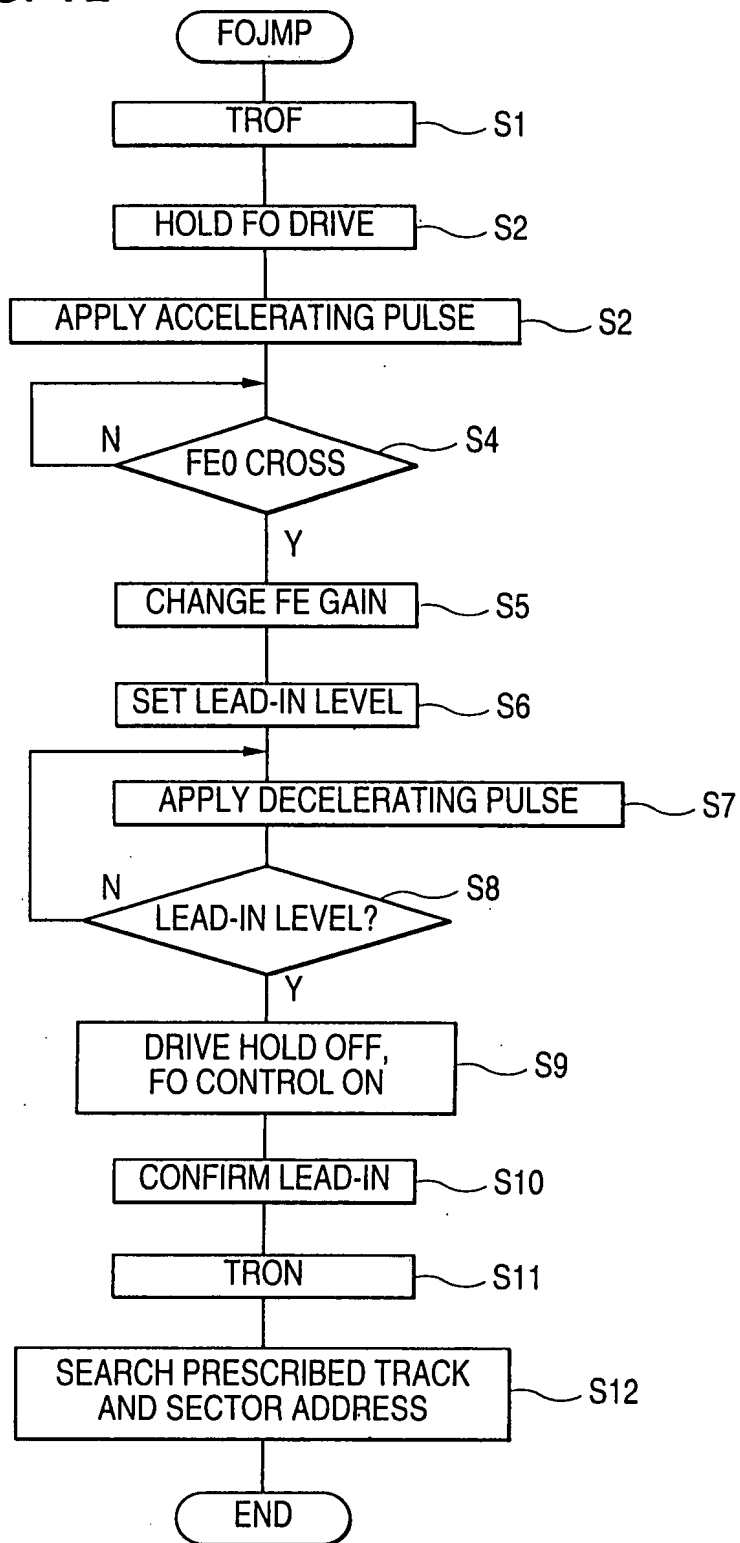 FOJMP
TROF
S1
HOLD FO DRIVE
S2
APPLY ACCELERATING PULSE
S2
N
FE0 CROSS
S4
Y
CHANGE FE GAIN
S5
SET LEAD-IN LEVEL
S6
APPLY DECELERATING PULSE
S7
N
LEAD-IN LEVEL?
S8
Y
DRIVE HOLD OFF,
FO CONTROL ON
S9
CONFIRM LEAD-IN
S10
TRON
S11
SEARCH PRESCRIBED TRACK
AND SECTOR ADDRESS
S12
END